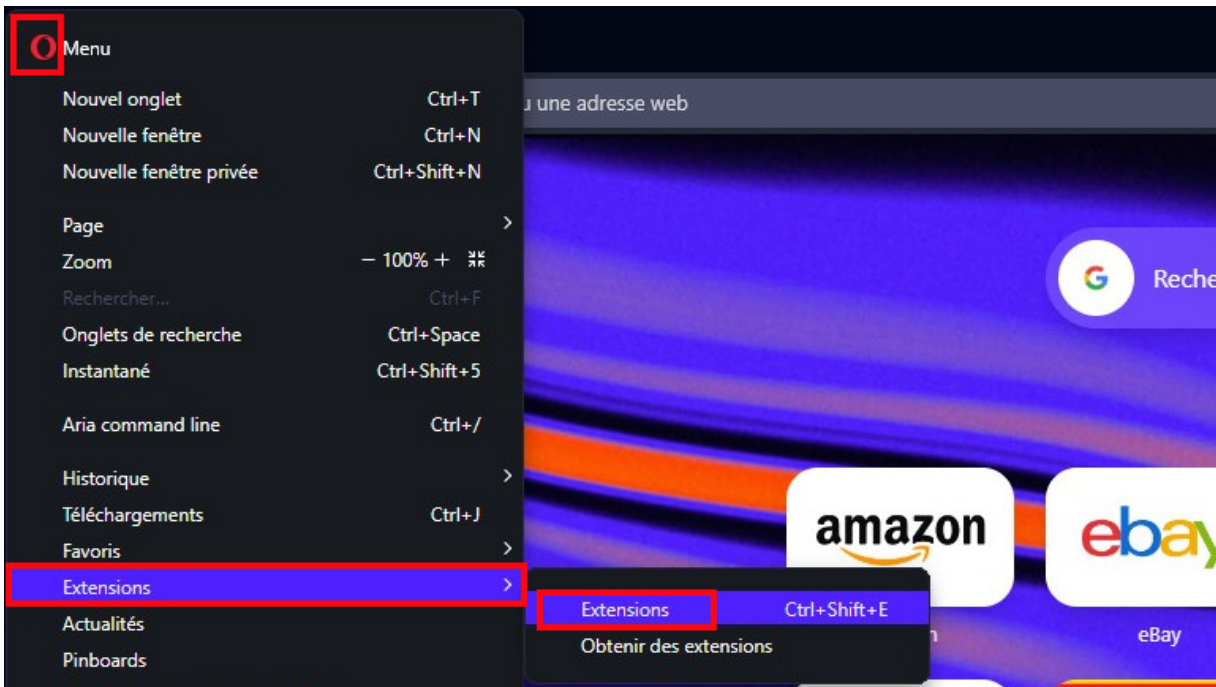 Menu
Nouvel onglet Ctrl+T
u une adresse web
Nouvelle fenêtre Ctrl+N
Nouvelle fenêtre privée Ctrl+Shift+N
Page
Zoom − 100% +
Rechercher... Ctrl+F
Onglets de recherche Ctrl+Space
Instantané Ctrl+Shift+5
Aria command line Ctrl+/
Historique
Téléchargements Ctrl+J
Favoris
Extensions
Actualités
Pinboards
Extensions Ctrl+Shift+E
Obtenir des extensions
G Reche
amazon
ebay
n
eBay